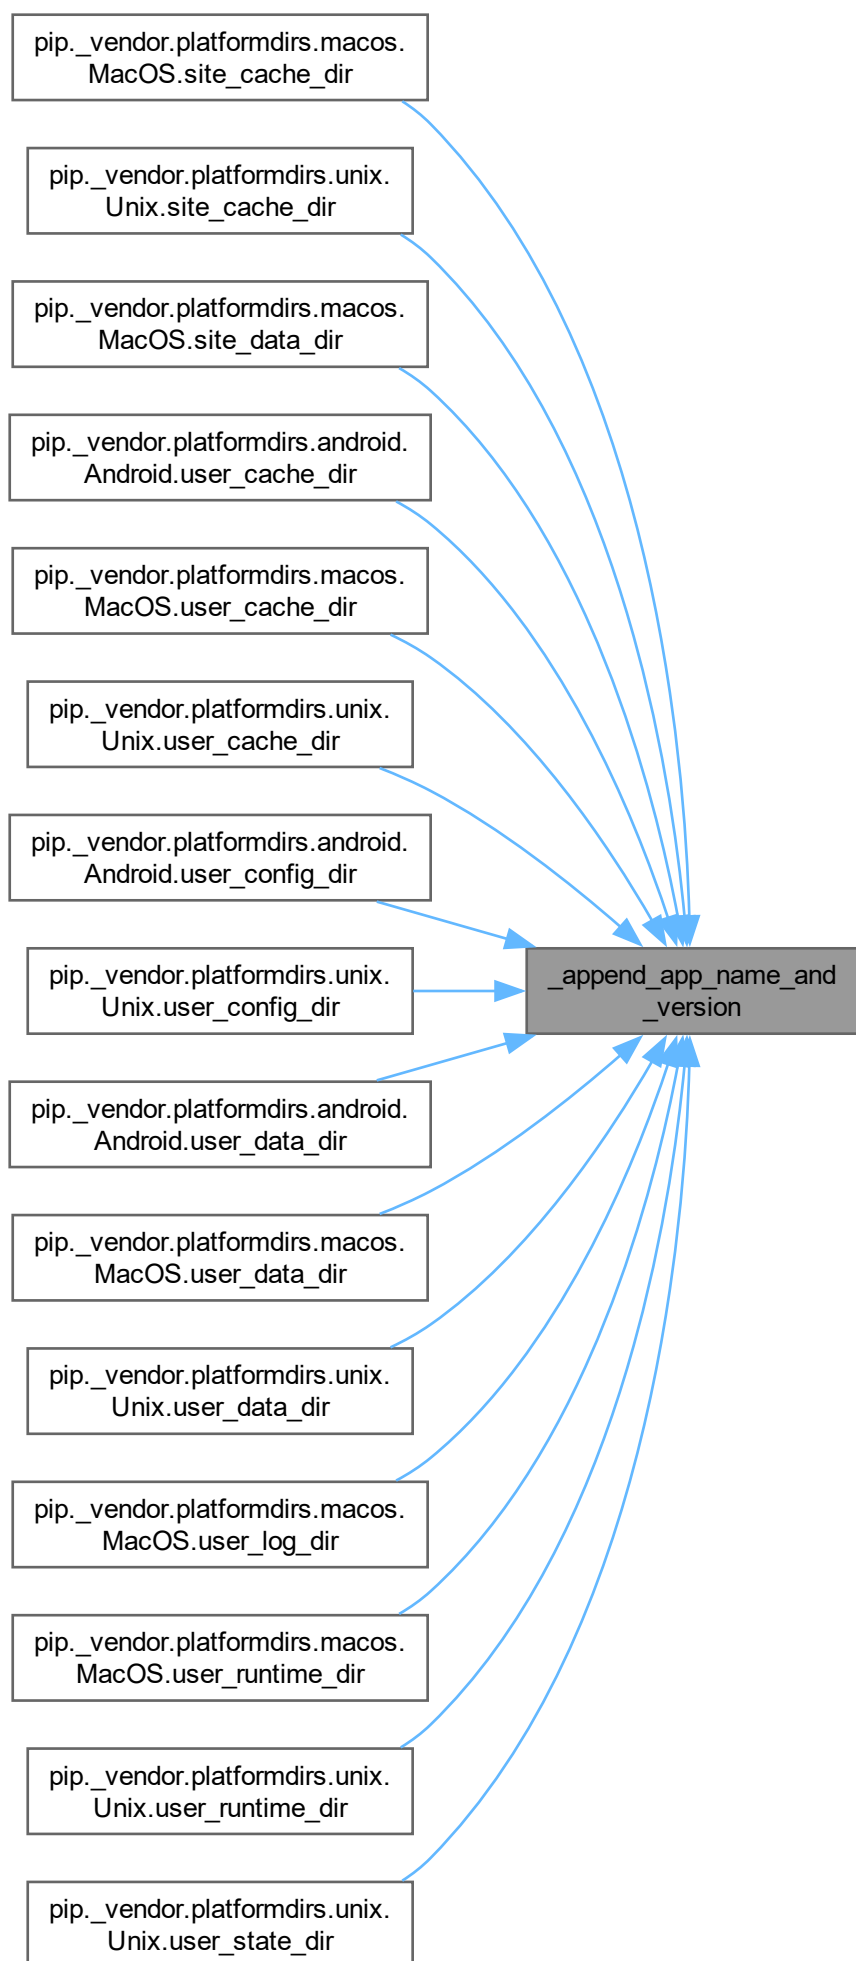 pip._vendor.platformdirs.macos.
MacOS.site_cache_dir
pip._vendor.platformdirs.unix.
Unix.site_cache_dir
pip._vendor.platformdirs.macos.
MacOS.site_data_dir
pip._vendor.platformdirs.android.
Android.user_cache_dir
pip._vendor.platformdirs.macos.
MacOS.user_cache_dir
pip._vendor.platformdirs.unix.
Unix.user_cache_dir
pip._vendor.platformdirs.android.
Android.user_config_dir
pip._vendor.platformdirs.unix.
Unix.user_config_dir
_append_app_name_and
_version
pip._vendor.platformdirs.android.
Android.user_data_dir
pip._vendor.platformdirs.macos.
MacOS.user_data_dir
pip._vendor.platformdirs.unix.
Unix.user_data_dir
pip._vendor.platformdirs.macos.
MacOS.user_log_dir
pip._vendor.platformdirs.macos.
MacOS.user_runtime_dir
pip._vendor.platformdirs.unix.
Unix.user_runtime_dir
pip._vendor.platformdirs.unix.
Unix.user_state_dir